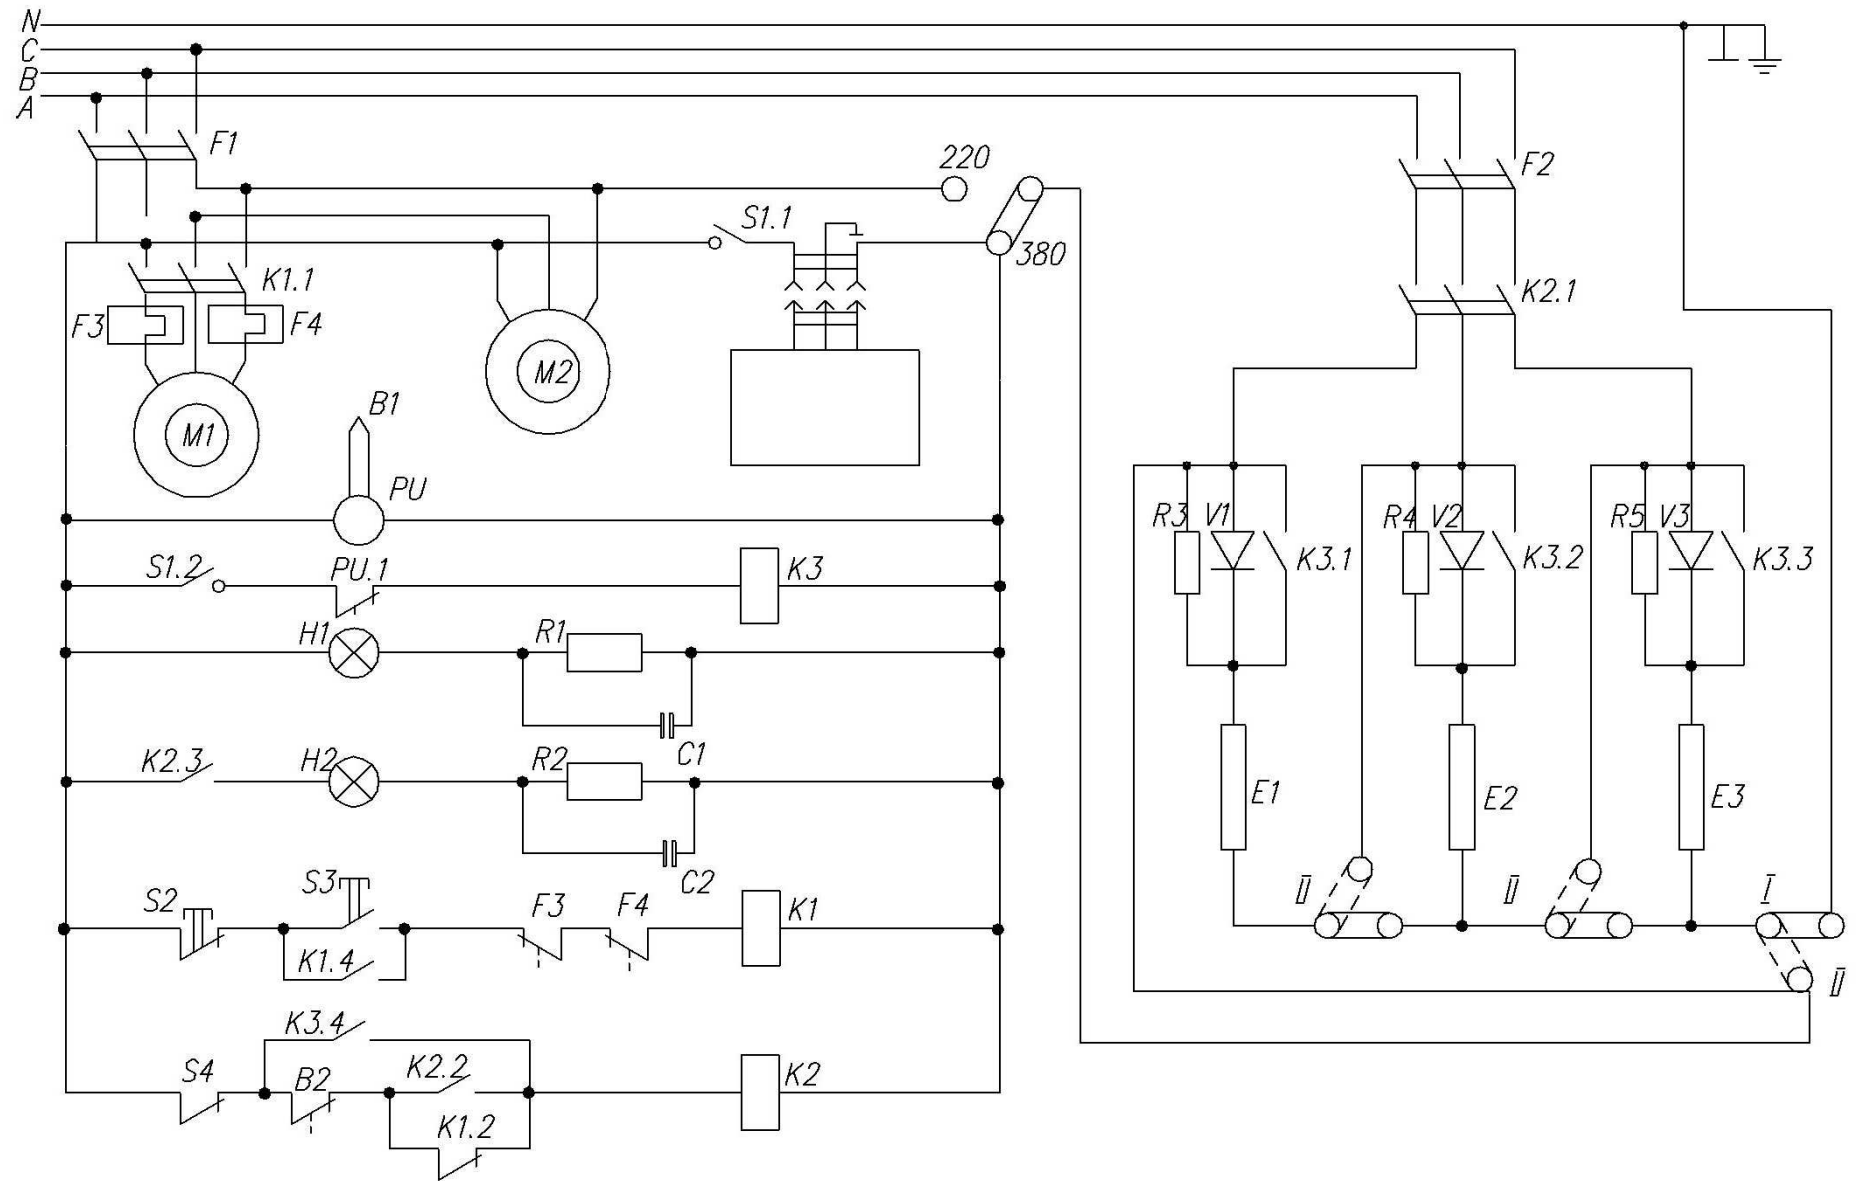 N
C
B
A
F1
220
F2
S1.1
380
K1.1
K2.1
F3
F4
M2
B1
M1
PU
R3
V1
R4
V2
R5
V3
K3.1
K3.2
K3.3
S1.2
PU.1
K3
H1
R1
C1
K2.3
H2
R2
E1
E2
E3
C2
S2
S3
F3
F4
K1
II
II
I
K1.4
II
K3.4
S4
B2
K2.2
K2
K1.2